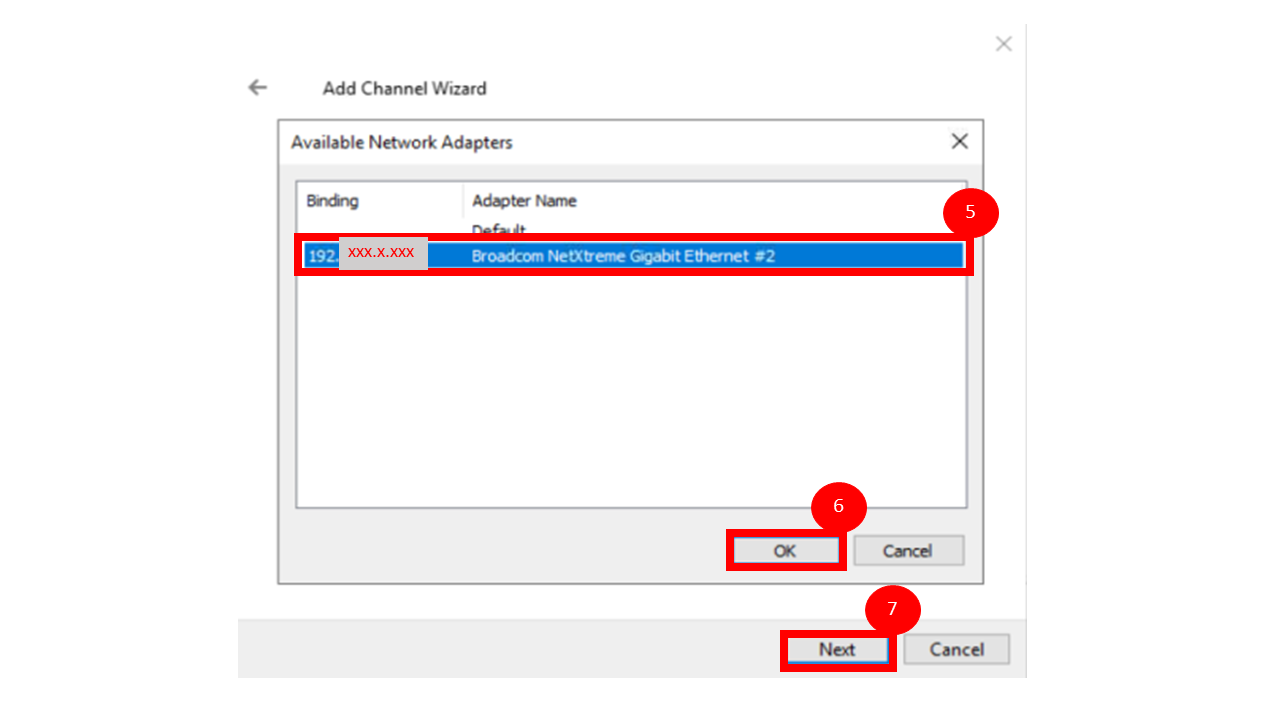 Add Channel Wizard
Available Network Adapters
Binding Adapter Name
5
Default
192. xxx.x.xxx Broadcom NetXtreme Gigabit Ethernet #2
6
OK Cancel
7
Next Cancel